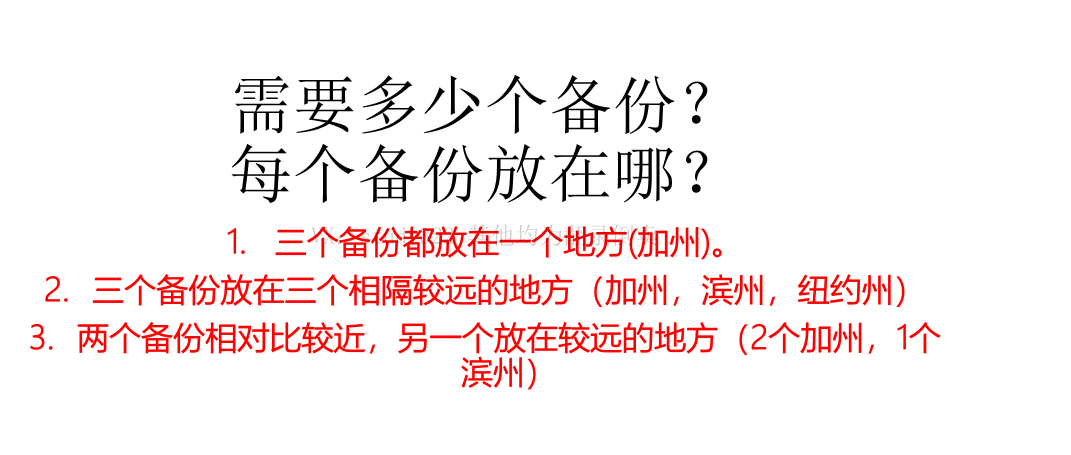 需要多少个备份？
每个备份放在哪？
1. 三个备份都放在一个地方(加州)。
2. 三个备份放在三个相隔较远的地方（加州，滨州，纽约州）
3. 两个备份相对比较近，另一个放在较远的地方（2个加州，1个
滨州）